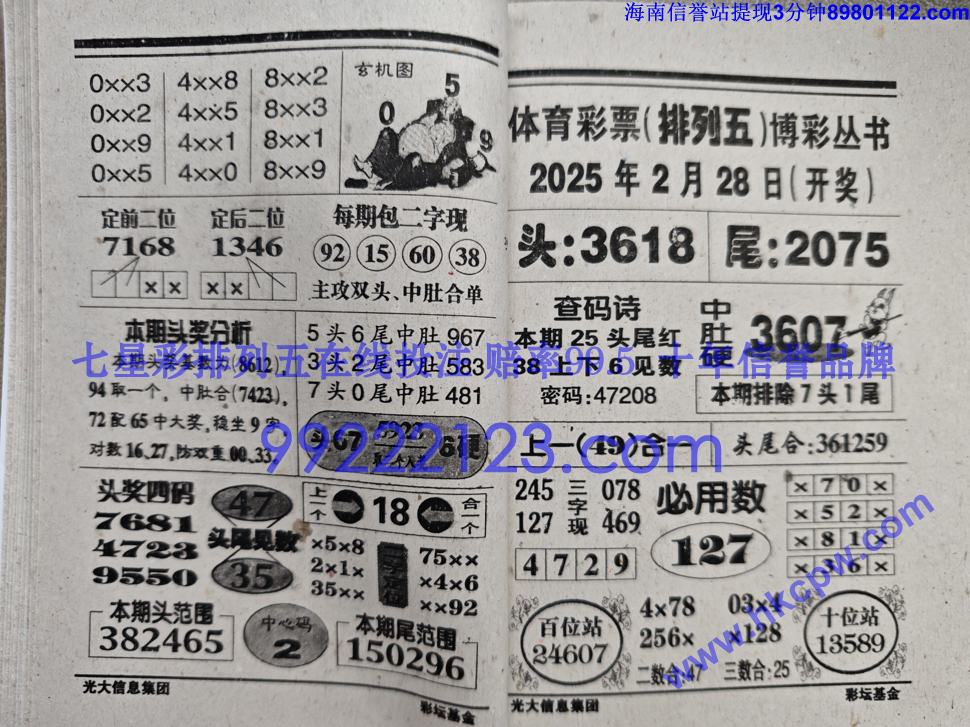 海南信誉站提现3分钟89801122.com
0××3 4××8 8××2
0××2 4××5 8××3
0××9 4××1 8××1
0××5 4××0 8××9
玄机图
5
0
9
定前二位 定后二位
7168 1346
×× ××
每期包二字现
92 15 60 38
主攻双头、中肚合单
本期头奖分析
94取一个,中肚合(7423),
72配65中大奖,稳坐9字
对数16、27,防双重00、33
5头6尾中肚967
3头2尾中肚583
7头0尾中肚481
头奖四码
7681
4723
9550
47
头尾见数
35
上一个 18 合一个
×5×8
2×1×
35××
75××
×4×6
××92
本期头范围
382465
中心码
2
本期尾范围
150296
光大信息集团
彩坛基金
体育彩票(排列五)博彩丛书
2025年2月28日(开奖)
头:3618 尾:2075
查码诗
本期25头尾红
38上下6见数
密码:47208
中肚硬
3607
本期排除7头1尾
上一(49)合
头尾合:361259
245 三字现 078
127 469
4729
必用数
127
×70×
×52×
×81×
×36×
百位站
24607
4×78 03×4
256× ×128
二数合:47 三数合:25
十位站
13589
光大信息集团
彩坛基金
七星彩排列五在线投注 赔率9.5 十年信誉品牌
99222123.com
www.hkcpw.com